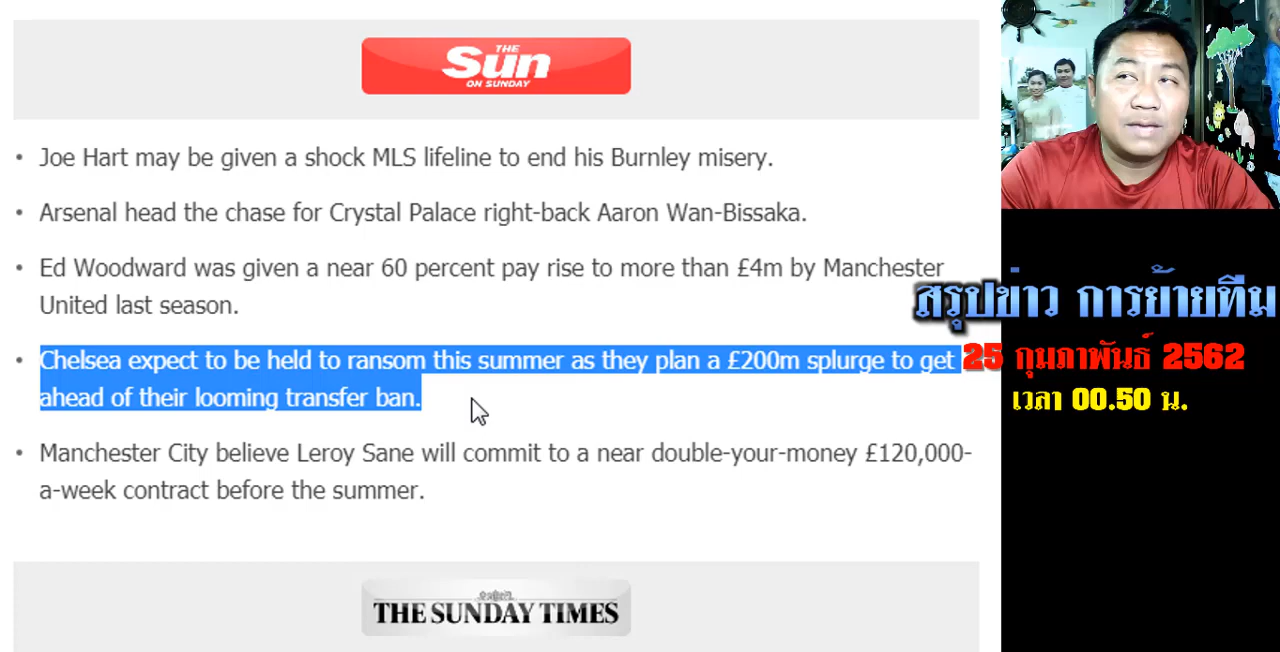 THE
Sun
ON SUNDAY
• Joe Hart may be given a shock MLS lifeline to end his Burnley misery.
• Arsenal head the chase for Crystal Palace right-back Aaron Wan-Bissaka.
• Ed Woodward was given a near 60 percent pay rise to more than £4m by Manchester
United last season.
• Chelsea expect to be held to ransom this summer as they plan a £200m splurge to get
ahead of their looming transfer ban.
• Manchester City believe Leroy Sane will commit to a near double-your-money £120,000-
a-week contract before the summer.
THE SUNDAY TIMES
สรุปข่าว การย้ายทีม
25 กุมภาพันธ์ 2562
เวลา 00.50 น.